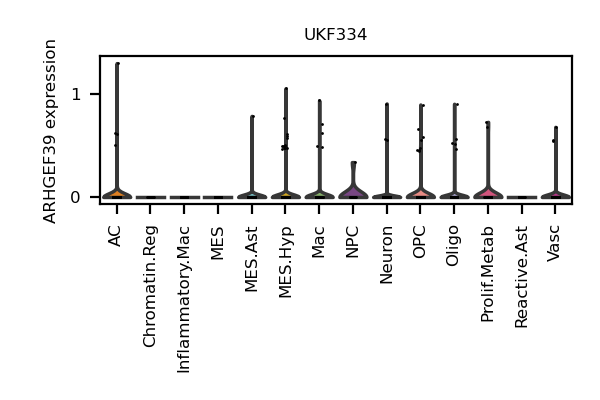 UKF334
ARHGEF39 expression
1
0
AC
Chromatin.Reg
Inflammatory.Mac
MES
MES.Ast
MES.Hyp
Mac
NPC
Neuron
OPC
Oligo
Prolif.Metab
Reactive.Ast
Vasc